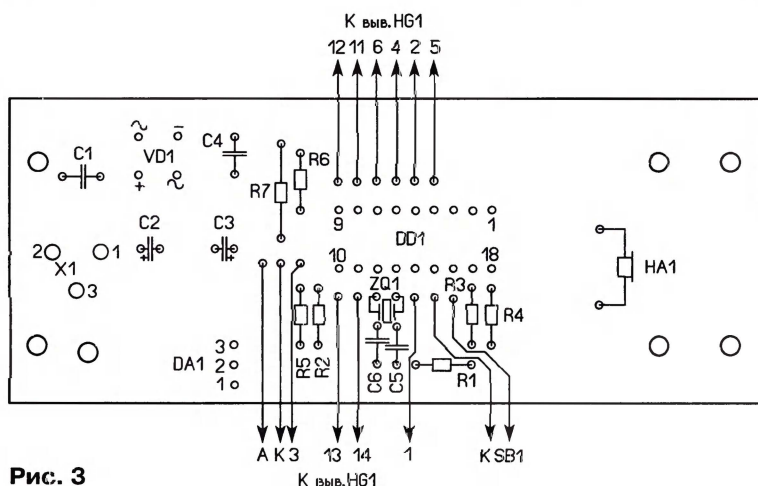 К выв. HG1
12 11 6 4 2 5
C1
~ –
VD1
+ ~
C4
R7
R6
9 1
C2
C3
DD1
2 1
X1
3
10 18
ZQ1
R3
R4
HA1
3
DA1 2
1
R5
R2
C6
C5
R1
А К 3 13 14 1 К SB1
К выв. HG1
Рис. 3